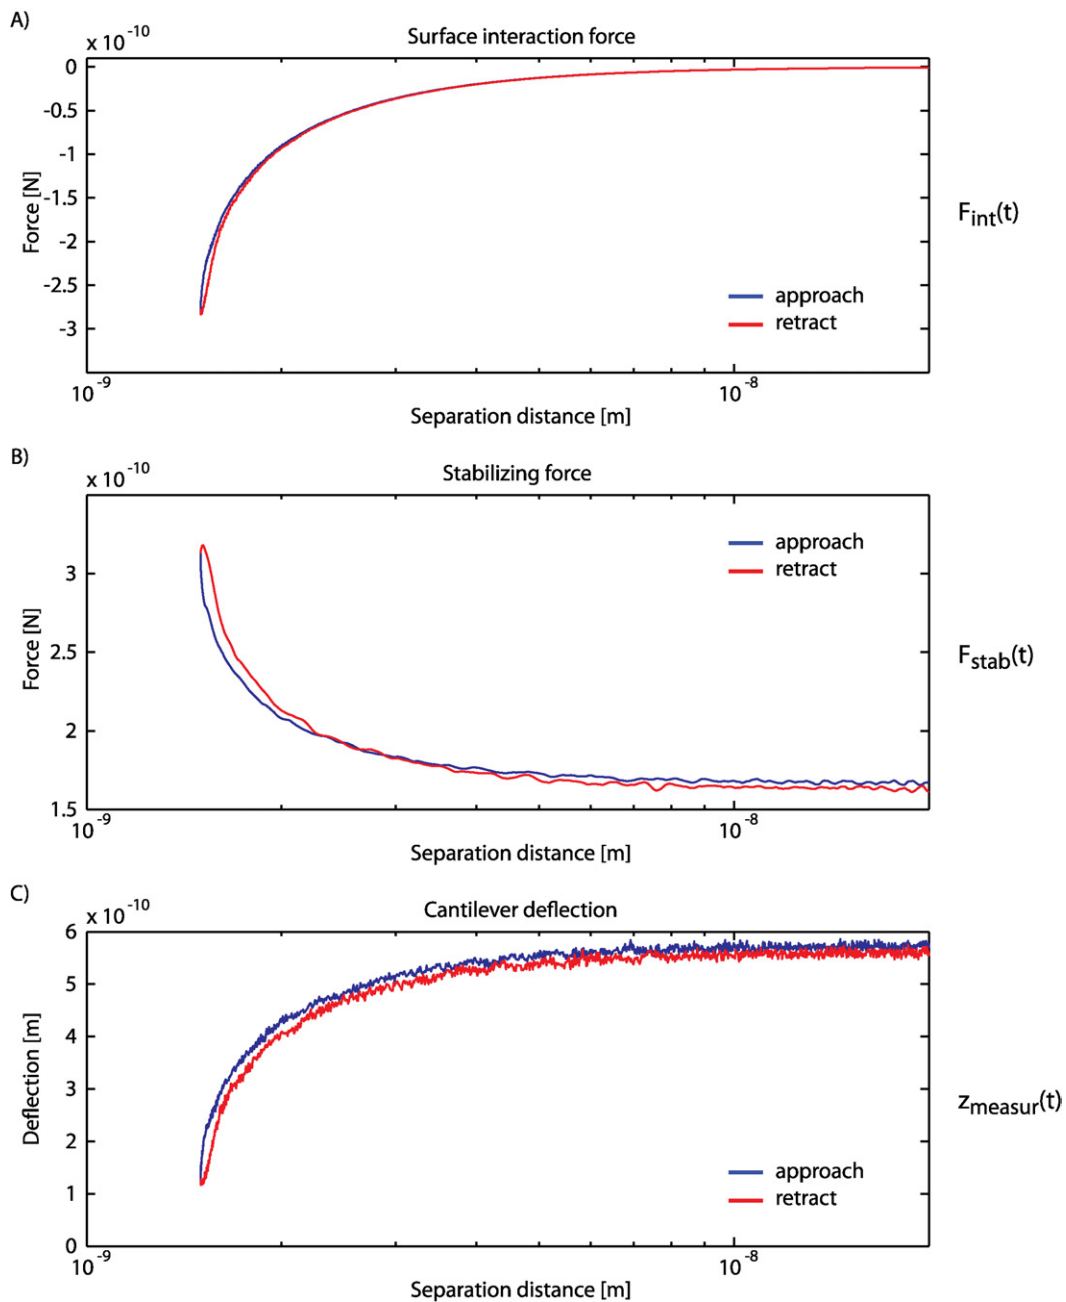 A)
x 10-10
Surface interaction force
0
-0.5
-1
-1.5
-2
-2.5
-3
Force [N]
approach
retract
10-9
10-8
Separation distance [m]
Fint(t)
B)
x 10-10
Stabilizing force
3
2.5
2
1.5
Force [N]
approach
retract
10-9
10-8
Separation distance [m]
Fstab(t)
C)
x 10-10
Cantilever deflection
6
5
4
3
2
1
0
Deflection [m]
approach
retract
10-9
10-8
Separation distance [m]
zmeasur(t)